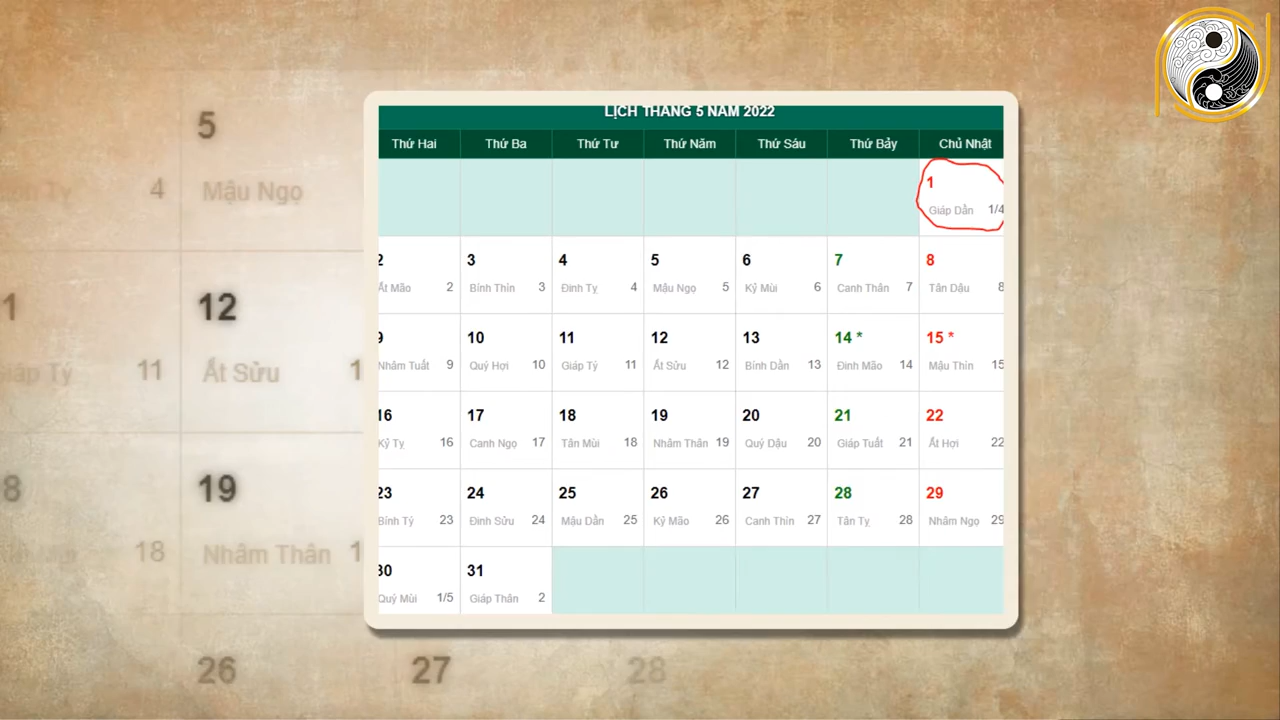 LỊCH THÁNG 5 NĂM 2022
Thứ Hai Thứ Ba Thứ Tư Thứ Năm Thứ Sáu Thứ Bảy Chủ Nhật
1
Giáp Dần 1/4
2 3 4 5 6 7 8
Ất Mão 2 Bính Thìn 3 Đinh Tỵ 4 Mậu Ngọ 5 Kỷ Mùi 6 Canh Thân 7 Tân Dậu 8
9 10 11 12 13 14 * 15 *
Nhâm Tuất 9 Quý Hợi 10 Giáp Tý 11 Ất Sửu 12 Bính Dần 13 Đinh Mão 14 Mậu Thìn 15
16 17 18 19 20 21 22
Kỷ Tỵ 16 Canh Ngọ 17 Tân Mùi 18 Nhâm Thân 19 Quý Dậu 20 Giáp Tuất 21 Ất Hợi 22
23 24 25 26 27 28 29
Bính Tý 23 Đinh Sửu 24 Mậu Dần 25 Kỷ Mão 26 Canh Thìn 27 Tân Tỵ 28 Nhâm Ngọ 29
30 31
Quý Mùi 1/5 Giáp Thân 2
5
4 Mậu Ngọ
1 12
11 Ất Sửu 1
8 19
18 Nhâm Thân 1
26 27 28